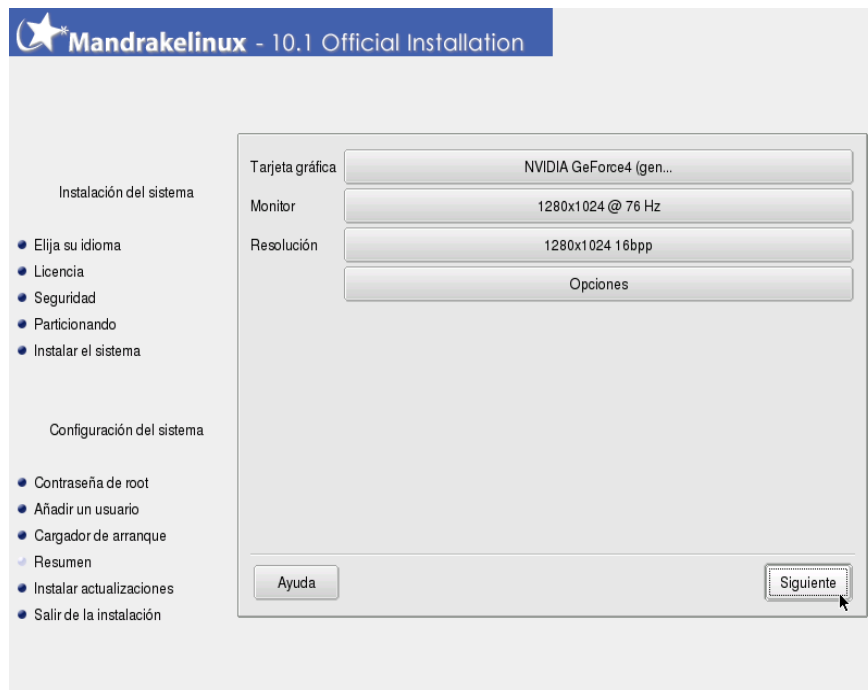 Mandrakelinux - 10.1 Official Installation
Instalación del sistema
Elija su idioma
Licencia
Seguridad
Particionando
Instalar el sistema
Configuración del sistema
Contraseña de root
Añadir un usuario
Cargador de arranque
Resumen
Instalar actualizaciones
Salir de la instalación
Tarjeta gráfica NVIDIA GeForce4 (gen...
Monitor 1280x1024 @ 76 Hz
Resolución 1280x1024 16bpp
Opciones
Ayuda Siguiente